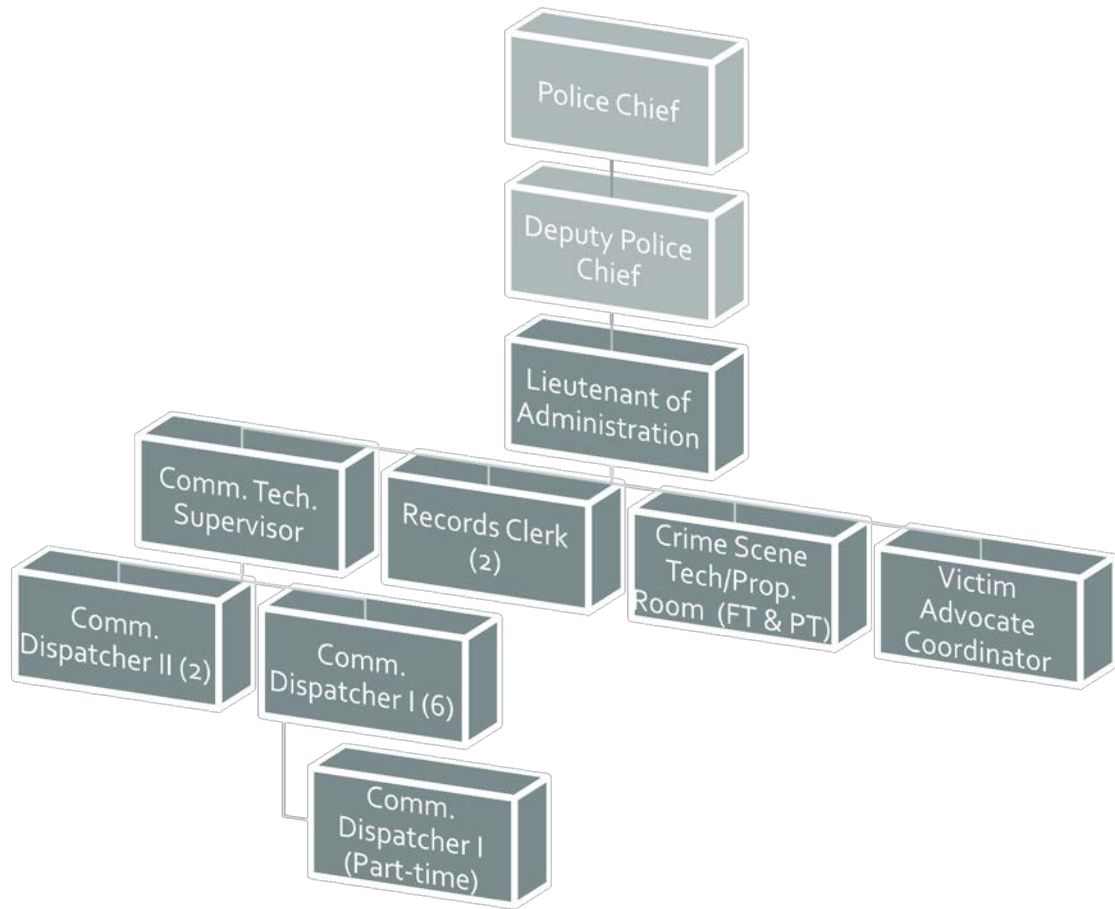 Police Chief
Deputy Police
Chief
Lieutenant of
Administration
Comm. Tech.
Supervisor
Records Clerk
(2)
Crime Scene
Tech/Prop.
Room (FT & PT)
Victim
Advocate
Coordinator
Comm.
Dispatcher II (2)
Comm.
Dispatcher I (6)
Comm.
Dispatcher I
(Part-time)